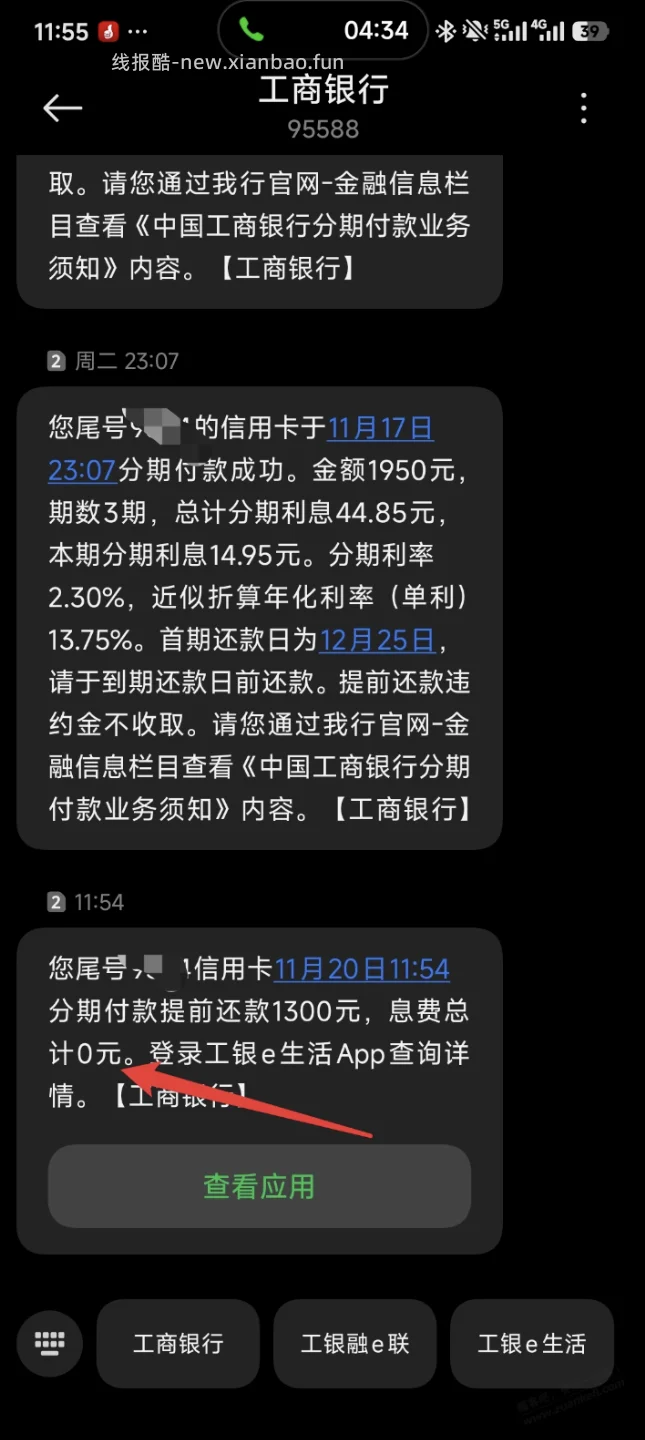 11:55
04:34
5G
4G
39
线报酷-new.xianbao.fun
工商银行
95588
取。请您通过我行官网-金融信息栏
目查看《中国工商银行分期付款业务
须知》内容。【工商银行】
2 周二 23:07
您尾号 的信用卡于11月17日
23:07分期付款成功。金额1950元，
期数3期，总计分期利息44.85元，
本期分期利息14.95元。分期利率
2.30%，近似折算年化利率（单利）
13.75%。首期还款日为12月25日，
请于到期还款日前还款。提前还款违
约金不收取。请您通过我行官网-金
融信息栏目查看《中国工商银行分期
付款业务须知》内容。【工商银行】
2 11:54
您尾号 信用卡11月20日11:54
分期付款提前还款1300元，息费总
计0元。登录工银e生活App查询详
情。【工商银行】
查看应用
工商银行
工银融e联
工银e生活